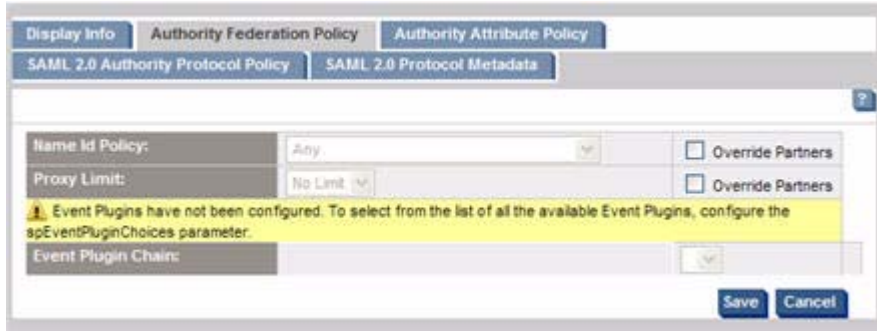 Display Info
Authority Federation Policy
Authority Attribute Policy
SAML 2.0 Authority Protocol Policy
SAML 2.0 Protocol Metadata
?
Name Id Policy:
Any
Override Partners
Proxy Limit:
No Limit
Override Partners
Event Plugins have not been configured. To select from the list of all the available Event Plugins, configure the
spEventPluginChoices parameter.
Event Plugin Chain:
Save
Cancel